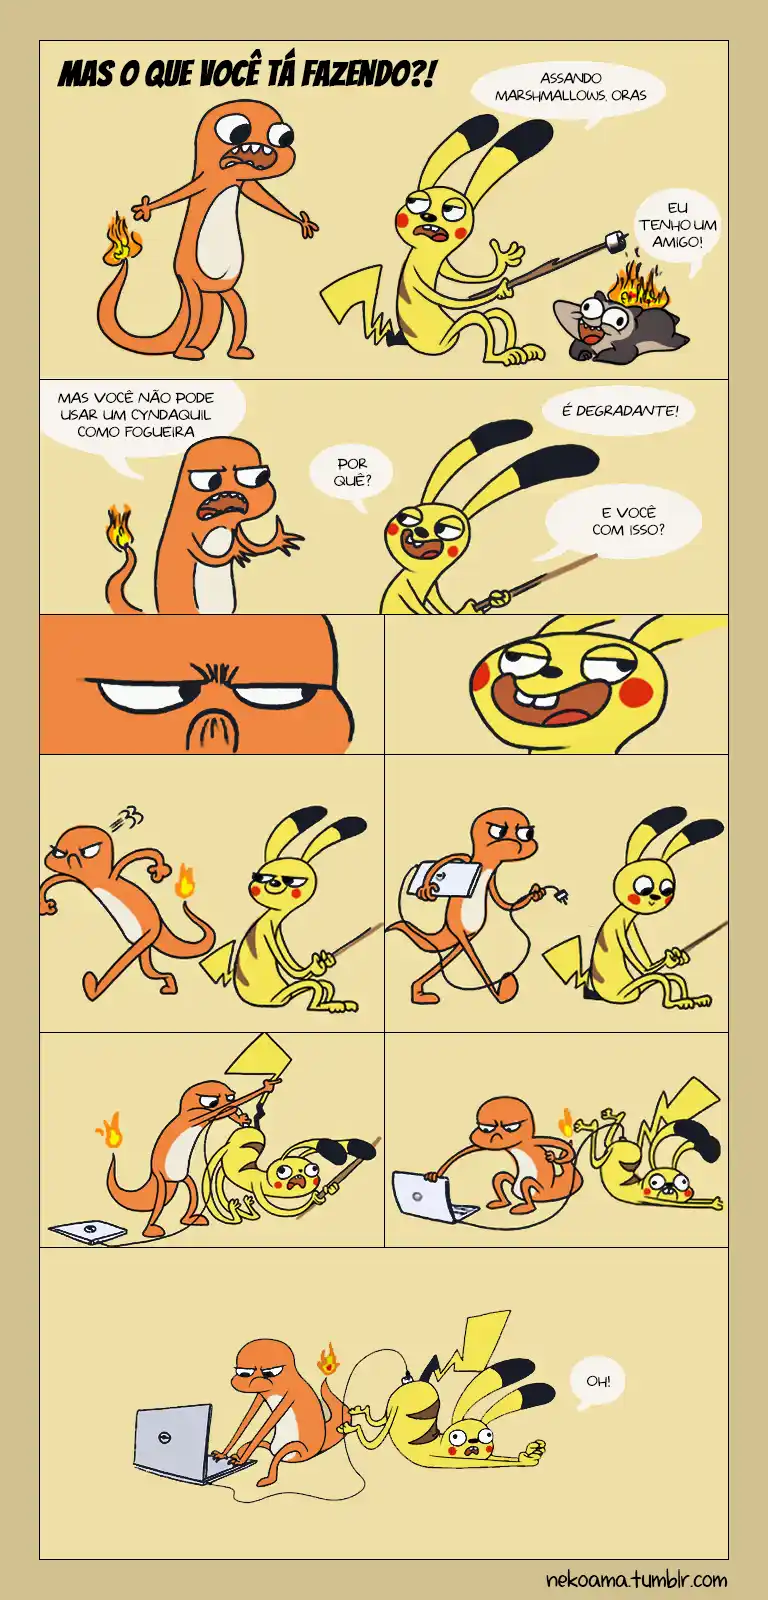 MAS O QUE VOCÊ TÁ FAZENDO?!
ASSANDO
MARSHMALLOWS, ORAS
EU
TENHO UM
AMIGO!
MAS VOCÊ NÃO PODE
USAR UM CYNDAQUIL
COMO FOGUEIRA
POR
QUÊ?
É DEGRADANTE!
E VOCÊ
COM ISSO?
OH!
nekoama.tumblr.com